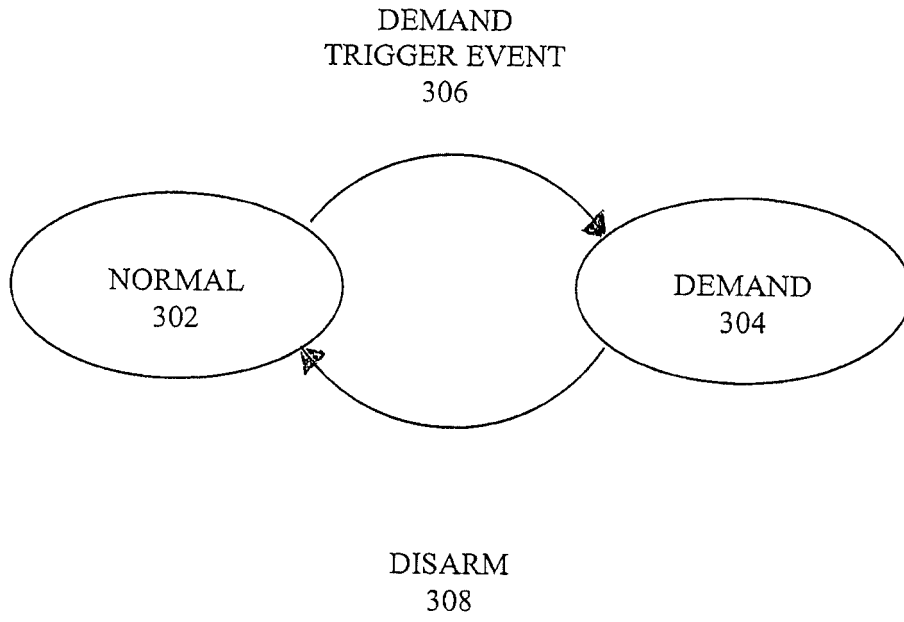 DEMAND
TRIGGER EVENT
306
NORMAL
302
DEMAND
304
DISARM
308